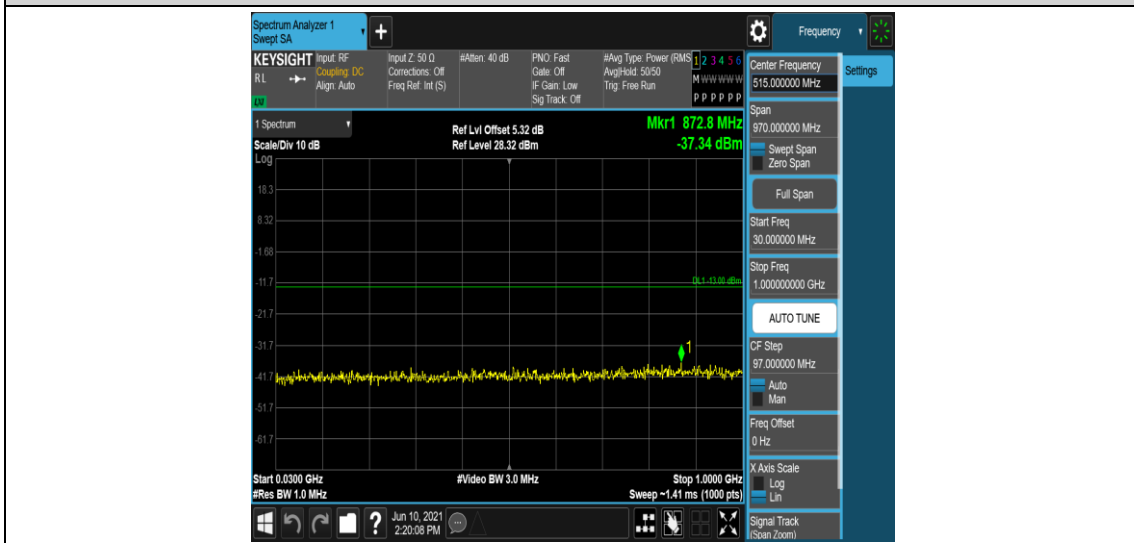 Spectrum Analyzer 1
Swept SA
+
Frequency
KEYSIGHT
RL
LXI
Input: RF
Coupling: DC
Align: Auto
Input Z: 50 Ω
Corrections: Off
Freq Ref: Int (S)
#Atten: 40 dB
PNO: Fast
Gate: Off
IF Gain: Low
Sig Track: Off
#Avg Type: Power (RMS
Avg|Hold: 50/50
Trig: Free Run
1 2 3 4 5 6
M W W W W W
P P P P P P
1 Spectrum
Scale/Div 10 dB
Log
Ref Lvl Offset 5.32 dB
Ref Level 28.32 dBm
Mkr1 872.8 MHz
-37.34 dBm
18.3
8.32
-1.68
-11.7
DL1 -13.00 dBm
-21.7
-31.7
1
-41.7
-51.7
-61.7
Start 0.0300 GHz
#Res BW 1.0 MHz
#Video BW 3.0 MHz
Stop 1.0000 GHz
Sweep ~1.41 ms (1000 pts)
Center Frequency
515.000000 MHz
Settings
Span
970.000000 MHz
Swept Span
Zero Span
Full Span
Start Freq
30.000000 MHz
Stop Freq
1.000000000 GHz
AUTO TUNE
CF Step
97.000000 MHz
Auto
Man
Freq Offset
0 Hz
X Axis Scale
Log
Lin
Signal Track
(Span Zoom)
?
Jun 10, 2021
2:20:08 PM